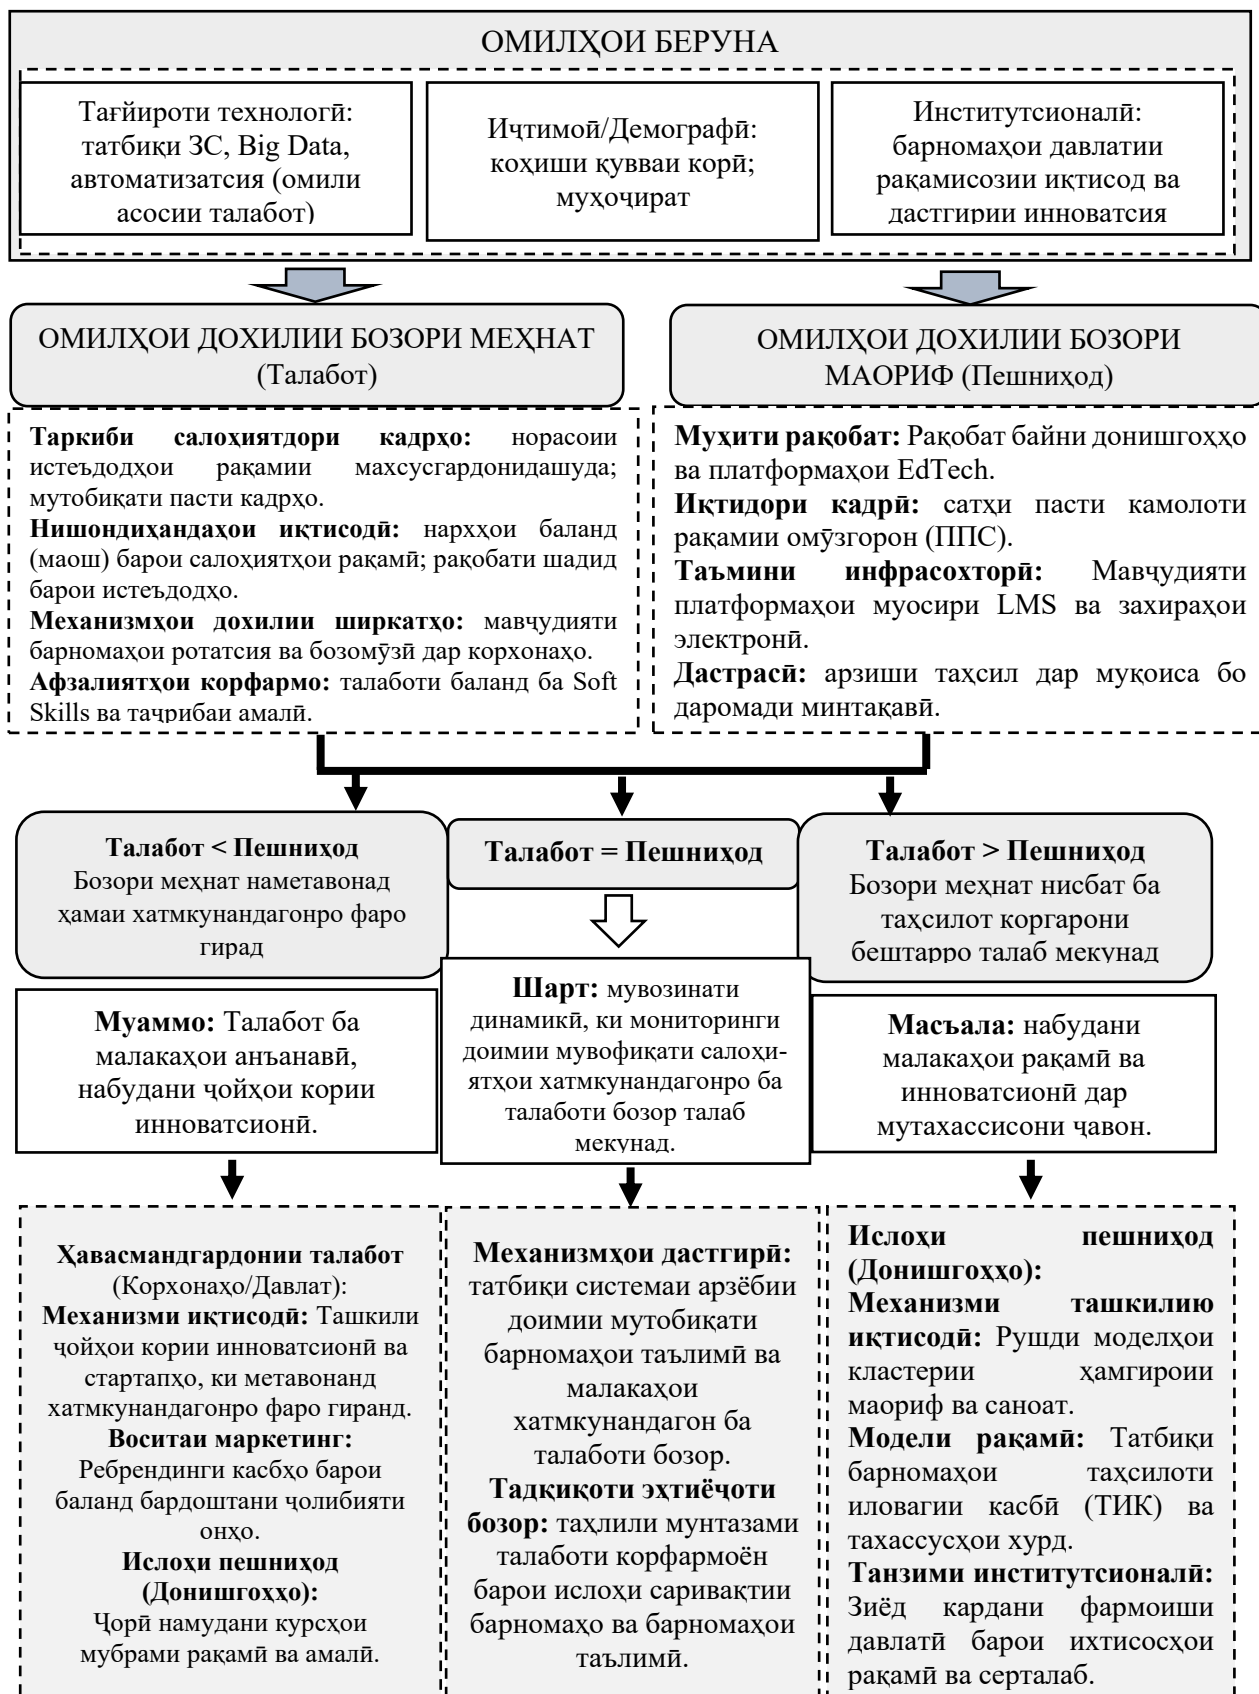 ОМИЛҲОИ БЕРУНА
Тағйироти технологӣ:
татбиқи ЗС, Big Data,
автоматизатсия (омили
асосии талабот)
Иҷтимоӣ/Демографӣ:
коҳиши қувваи корӣ;
муҳоҷират
Институтсионалӣ:
барномаҳои давлатии
рақамисозии иқтисод ва
дастгирии инноватсия
ОМИЛҲОИ ДОХИЛИИ БОЗОРИ МЕҲНАТ
(Талабот)
ОМИЛҲОИ ДОХИЛИИ БОЗОРИ
МАОРИФ (Пешниҳод)
Таркиби салоҳиятдори кадрҳо: норасоии
истеъдодҳои рақамии махсусгардонидашуда;
мутобиқати пасти кадрҳо.
Нишондиҳандаҳои иқтисодӣ: нархҳои баланд
(маош) барои салоҳиятҳои рақамӣ; рақобати шадид
барои истеъдодҳо.
Механизмҳои дохилии ширкатҳо: мавҷудияти
барномаҳои ротатсия ва бозомӯзӣ дар корхонаҳо.
Афзалиятҳои корфармо: талаботи баланд ба Soft
Skills ва таҷрибаи амалӣ.
Муҳити рақобат: Рақобат байни донишгоҳҳо
ва платформаҳои EdTech.
Иқтидори кадрӣ: сатҳи пасти камолоти
рақамии омӯзгорон (ППС).
Таъмини инфрасохторӣ: Мавҷудияти
платформаҳои муосири LMS ва захираҳои
электронӣ.
Дастрасӣ: арзиши таҳсил дар муқоиса бо
даромади минтақавӣ.
Талабот < Пешниҳод
Бозори меҳнат наметавонад
ҳамаи хатмкунандагонро фаро
гирад
Талабот = Пешниҳод
Талабот > Пешниҳод
Бозори меҳнат нисбат ба
таҳсилот коргарони
бештарро талаб мекунад
Муаммо: Талабот ба
малакаҳои анъанавӣ,
набудани ҷойҳои кории
инноватсионӣ.
Шарт: мувозинати
динамикӣ, ки мониторинги
доимии мувофиқати салоҳи-
ятҳои хатмкунандагонро ба
талаботи бозор талаб
мекунад.
Масъала: набудани
малакаҳои рақамӣ ва
инноватсионӣ дар
мутахассисони ҷавон.
Ҳавасмандгардонии талабот
(Корхонаҳо/Давлат):
Механизми иқтисодӣ: Ташкили
ҷойҳои кории инноватсионӣ ва
стартапҳо, ки метавонанд
хатмкунандагонро фаро гиранд.
Воситаи маркетинг:
Ребрендинги касбҳо барои
баланд бардоштани ҷолибияти
онҳо.
Ислоҳи пешниҳод
(Донишгоҳҳо):
Ҷорӣ намудани курсҳои
мубрами рақамӣ ва амалӣ.
Механизмҳои дастгирӣ:
татбиқи системаи арзёбии
доимии мутобиқати
барномаҳои таълимӣ ва
малакаҳои
хатмкунандагон ба
талаботи бозор.
Тадқиқоти эҳтиёҷоти
бозор: таҳлили мунтазами
талаботи корфармоён
барои ислоҳи саривақтии
барномаҳо ва барномаҳои
таълимӣ.
Ислоҳи пешниҳод
(Донишгоҳҳо):
Механизми ташкилию
иқтисодӣ: Рушди моделҳои
кластерии ҳамгироии
маориф ва саноат.
Модели рақамӣ: Татбиқи
барномаҳои таҳсилоти
иловагии касбӣ (ТИК) ва
тахассусҳои хурд.
Танзими институтсионалӣ:
Зиёд кардани фармоиши
давлатӣ барои ихтисосҳои
рақамӣ ва серталаб.